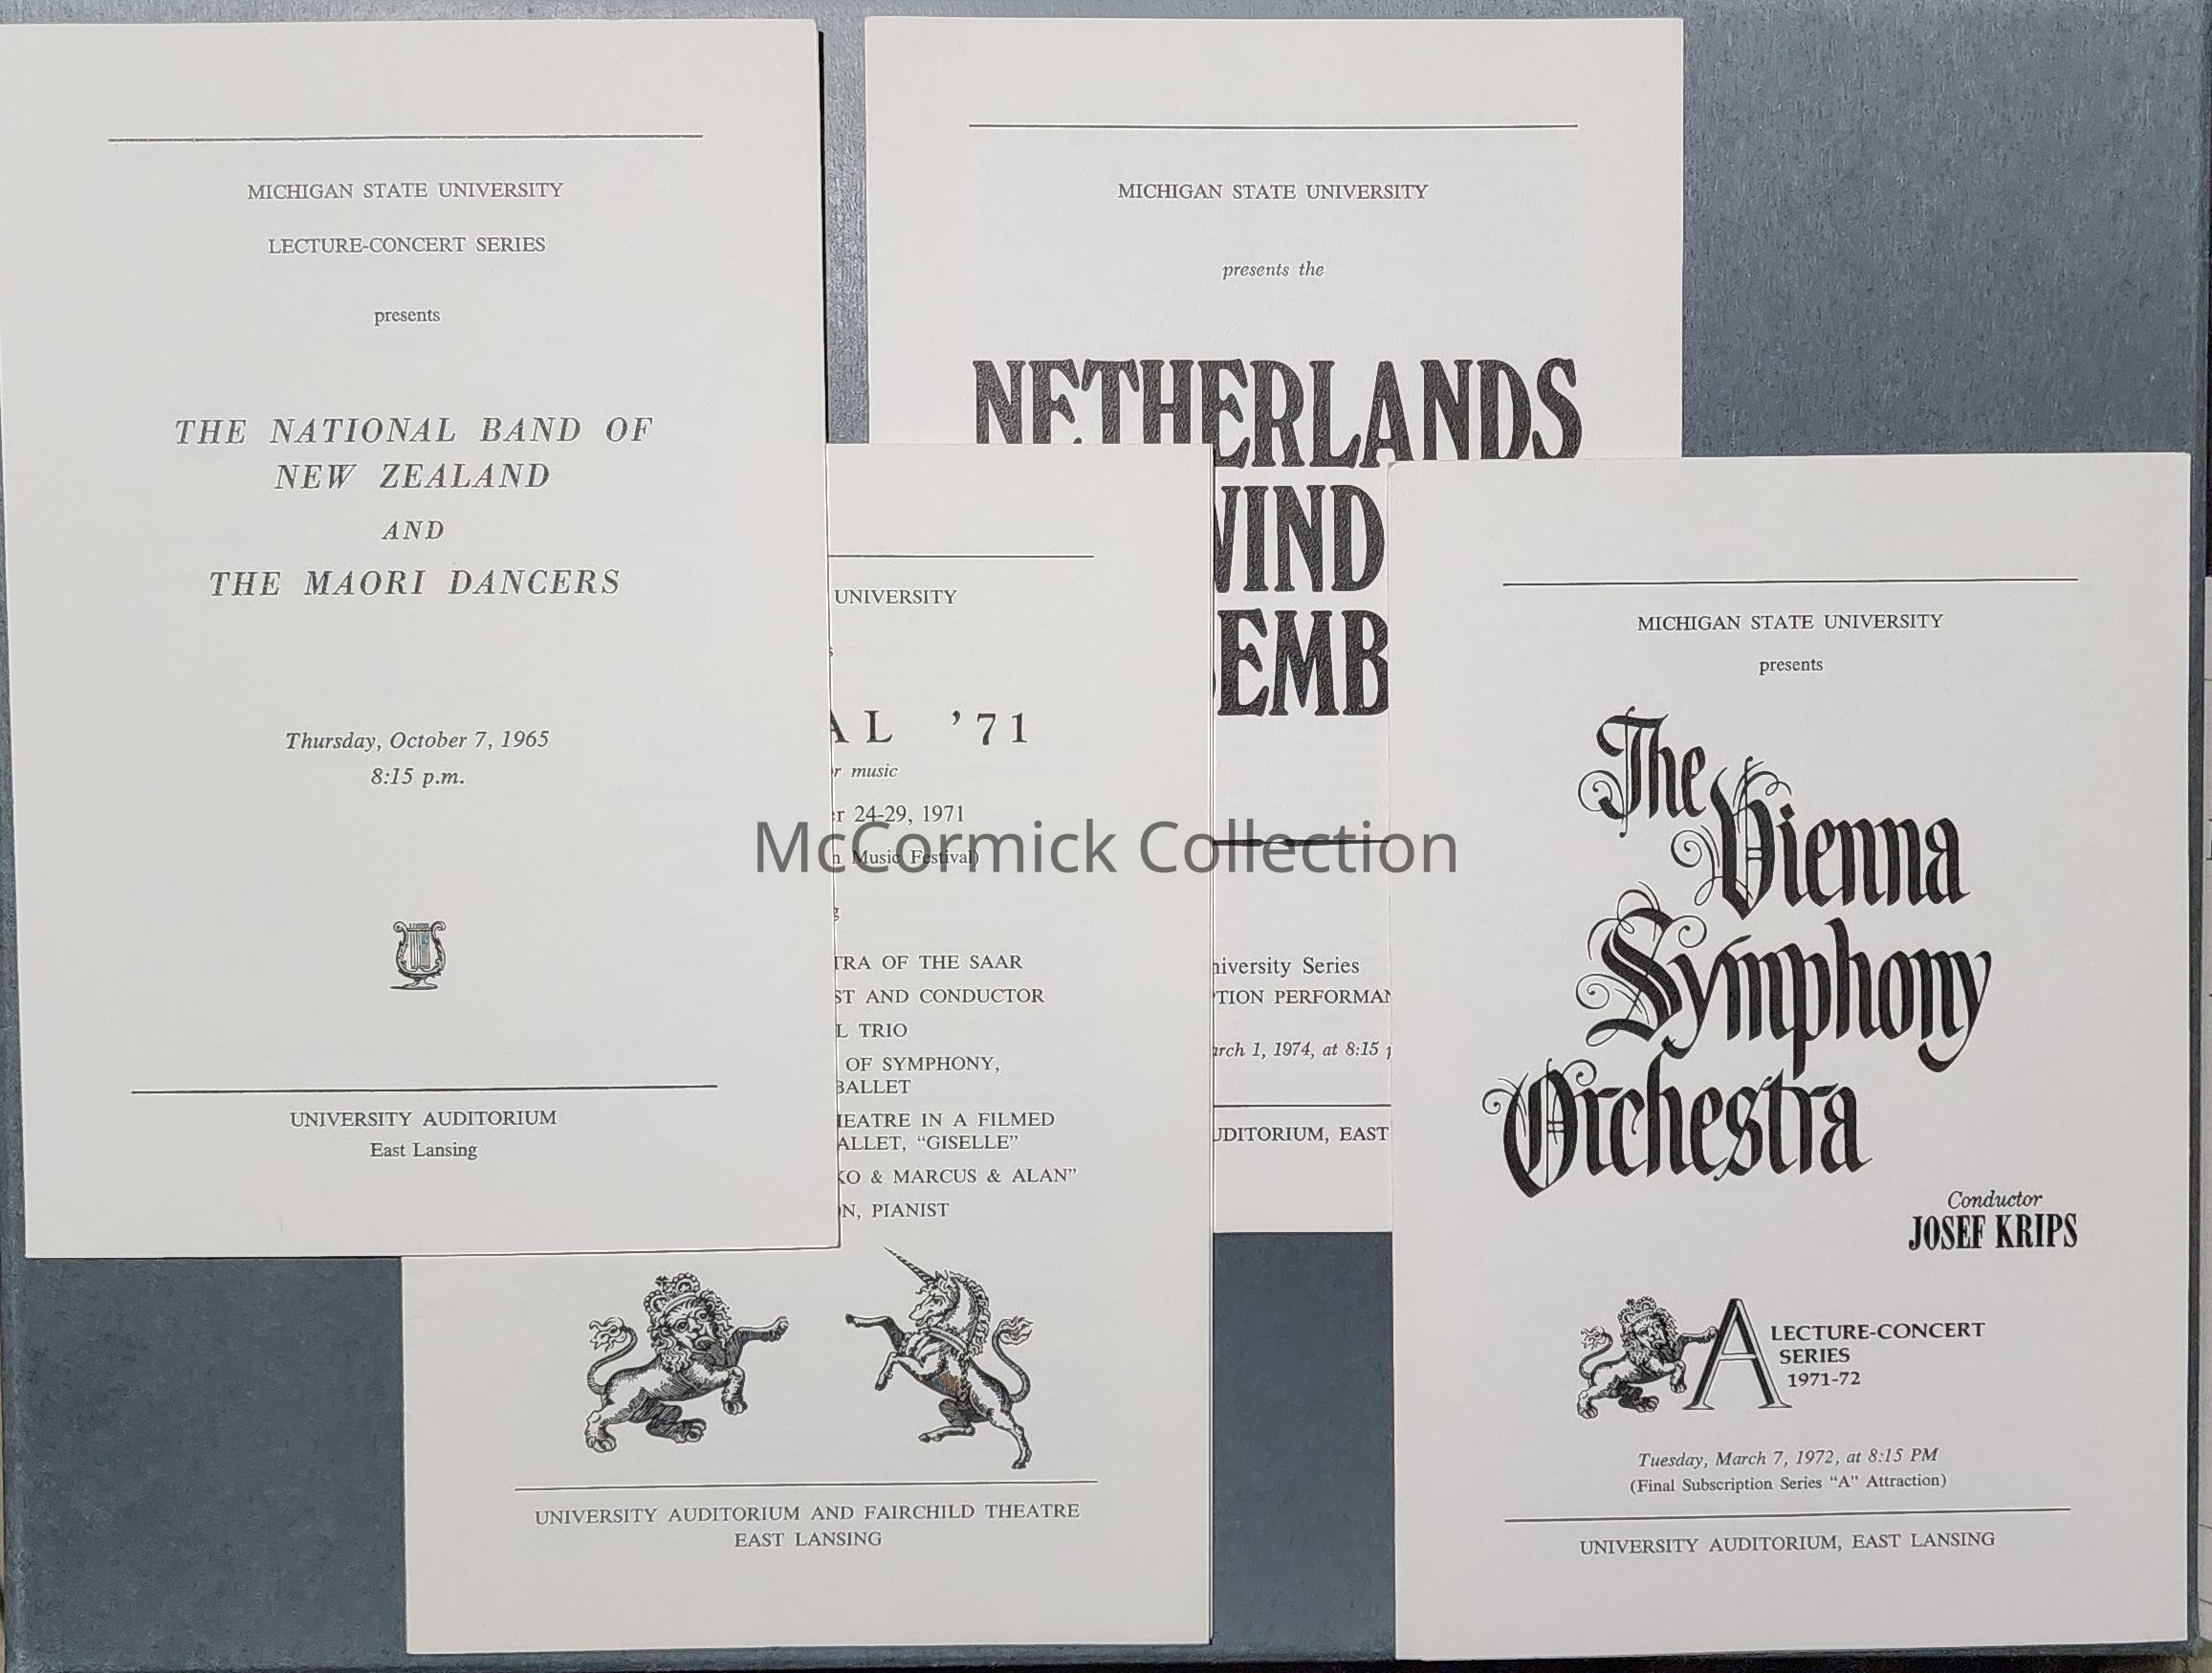 MICHIGAN STATE UNIVERSITY
LECTURE-CONCERT SERIES
presents
THE NATIONAL BAND OF
NEW ZEALAND
AND
THE MAORI DANCERS
Thursday, October 7, 1965
8:15 p.m.
UNIVERSITY AUDITORIUM
East Lansing
MICHIGAN STATE UNIVERSITY
presents the
NETHERLANDS
WIND
SEMB
niversity Series
TION PERFORMAN
arch 1, 1974, at 8:15 p
UDITORIUM, EAST
UNIVERSITY
s
AL '71
or music
er 24-29, 1971
n Music Festival)
g
TRA OF THE SAAR
ST AND CONDUCTOR
L TRIO
OF SYMPHONY,
BALLET
HEATRE IN A FILMED
ALLET, “GISELLE”
KO & MARCUS & ALAN”
ON, PIANIST
UNIVERSITY AUDITORIUM AND FAIRCHILD THEATRE
EAST LANSING
MICHIGAN STATE UNIVERSITY
presents
The
Vienna
Symphony
Orchestra
Conductor
JOSEF KRIPS
A LECTURE-CONCERT
SERIES
1971-72
Tuesday, March 7, 1972, at 8:15 PM
(Final Subscription Series “A” Attraction)
UNIVERSITY AUDITORIUM, EAST LANSING
McCormick Collection